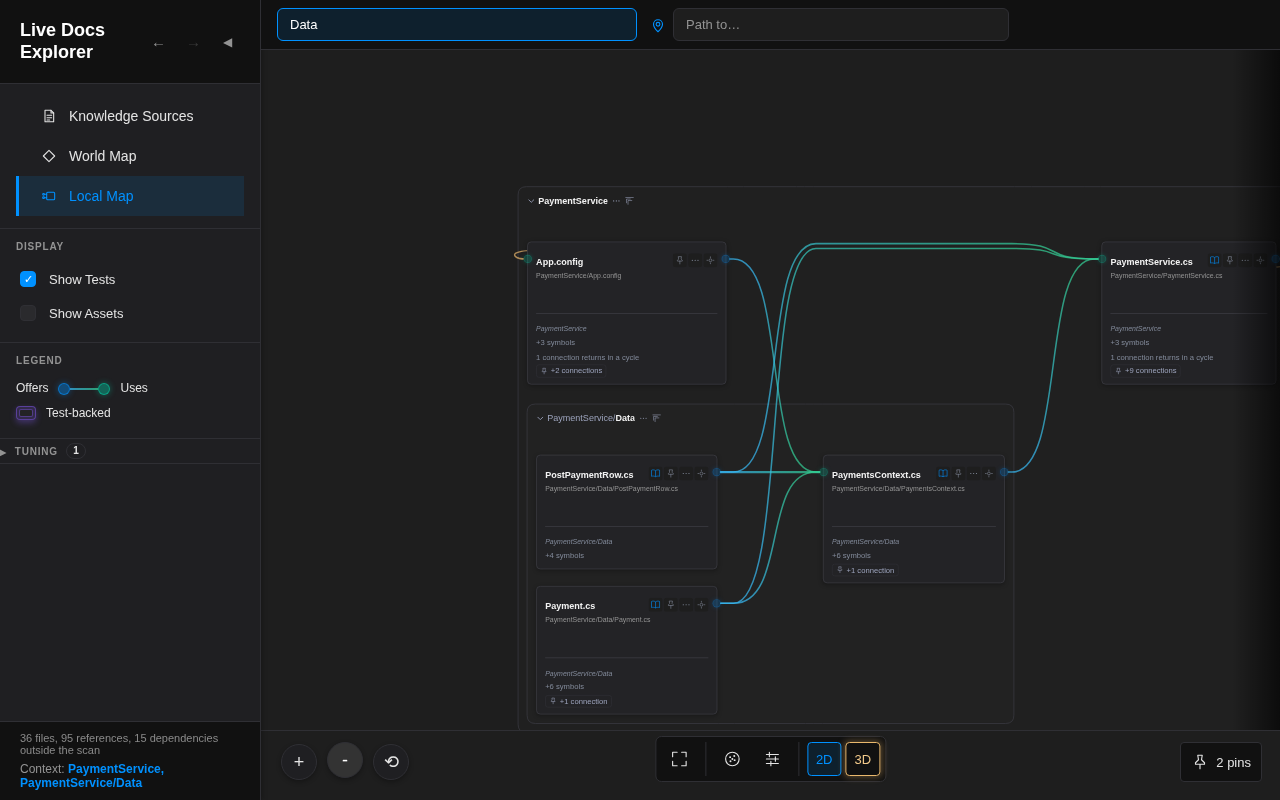 Live Docs
Explorer
Knowledge Sources
World Map
Local Map
DISPLAY
Show Tests
Show Assets
LEGEND
Offers
Uses
Test-backed
TUNING 1
36 files, 95 references, 15 dependencies
outside the scan
Context: PaymentService,
PaymentService/Data
Data
Path to…
PaymentService
App.config
PaymentService/App.config
PaymentService
+3 symbols
1 connection returns in a cycle
+2 connections
PaymentService.cs
PaymentService/PaymentService.cs
PaymentService
+3 symbols
1 connection returns in a cycle
+9 connections
PaymentService/Data
PostPaymentRow.cs
PaymentService/Data/PostPaymentRow.cs
PaymentService/Data
+4 symbols
PaymentsContext.cs
PaymentService/Data/PaymentsContext.cs
PaymentService/Data
+6 symbols
+1 connection
Payment.cs
PaymentService/Data/Payment.cs
PaymentService/Data
+6 symbols
+1 connection
+
-
2D
3D
2 pins